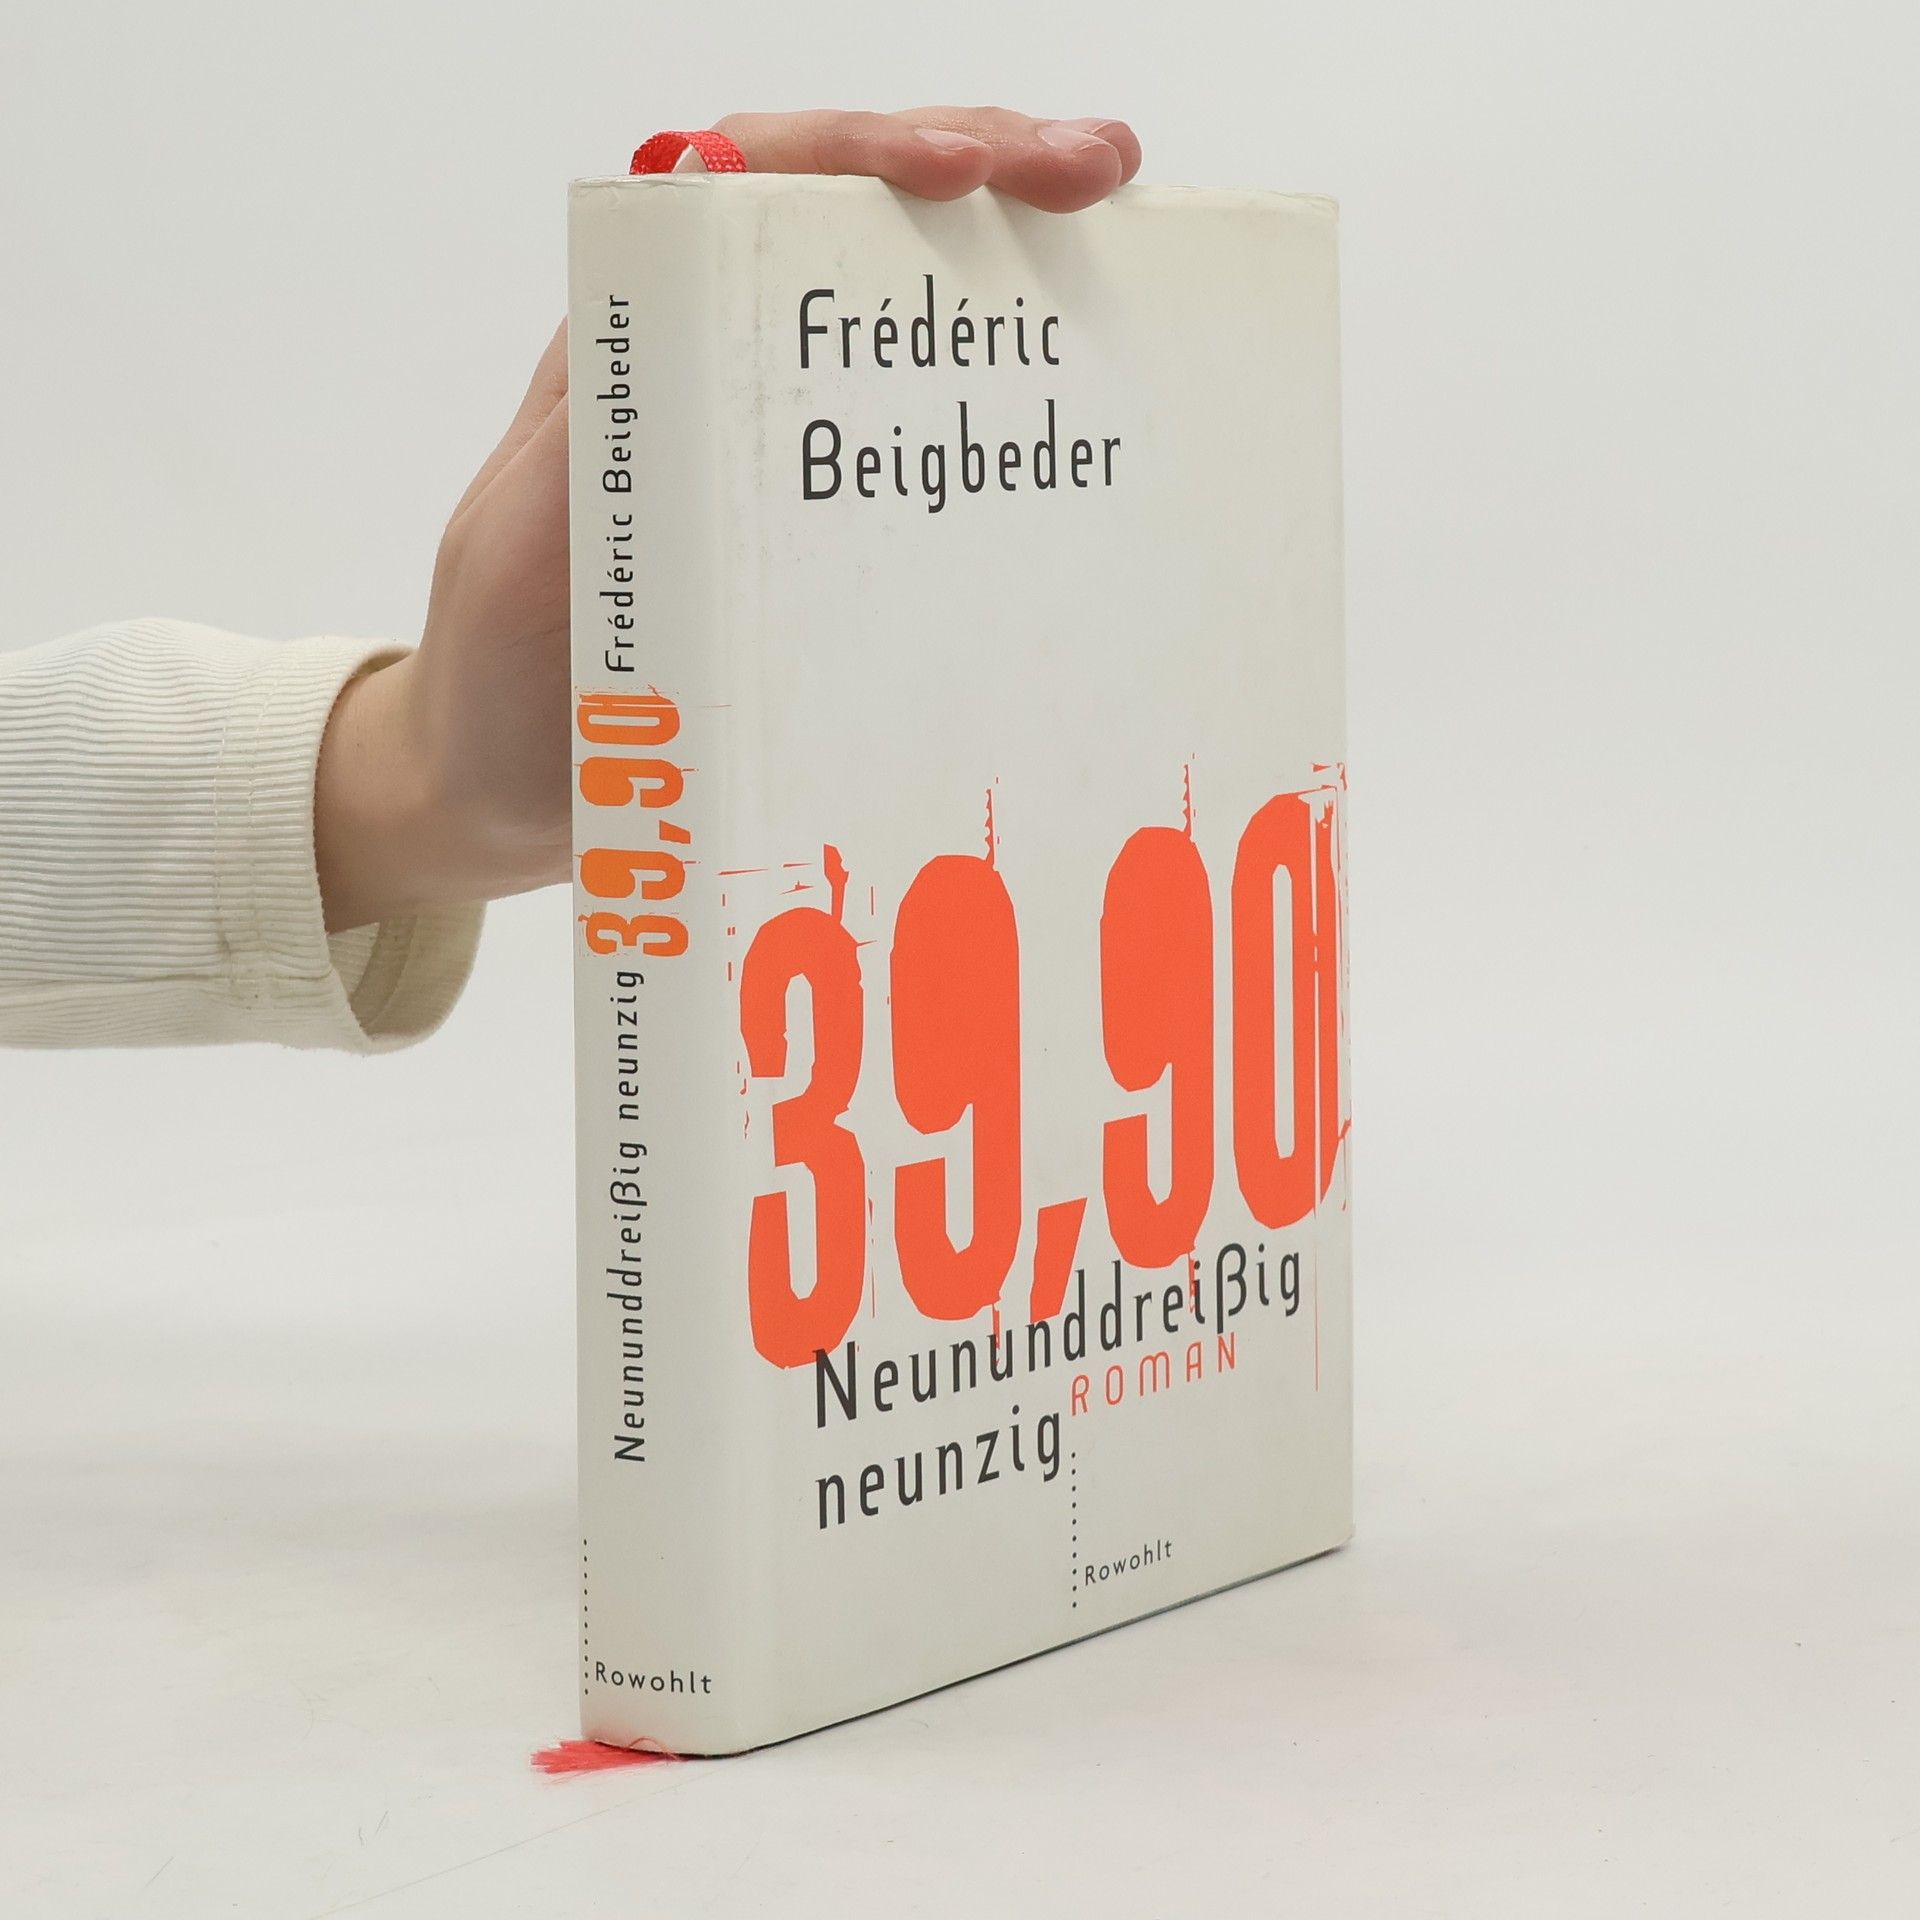 Frédéric
Beigbeder
39,90
Neununddreißig
neunzig
ROMAN
Rowohlt
Neununddreißig neunzig 39,90 Frédéric Beigbeder
Rowohlt